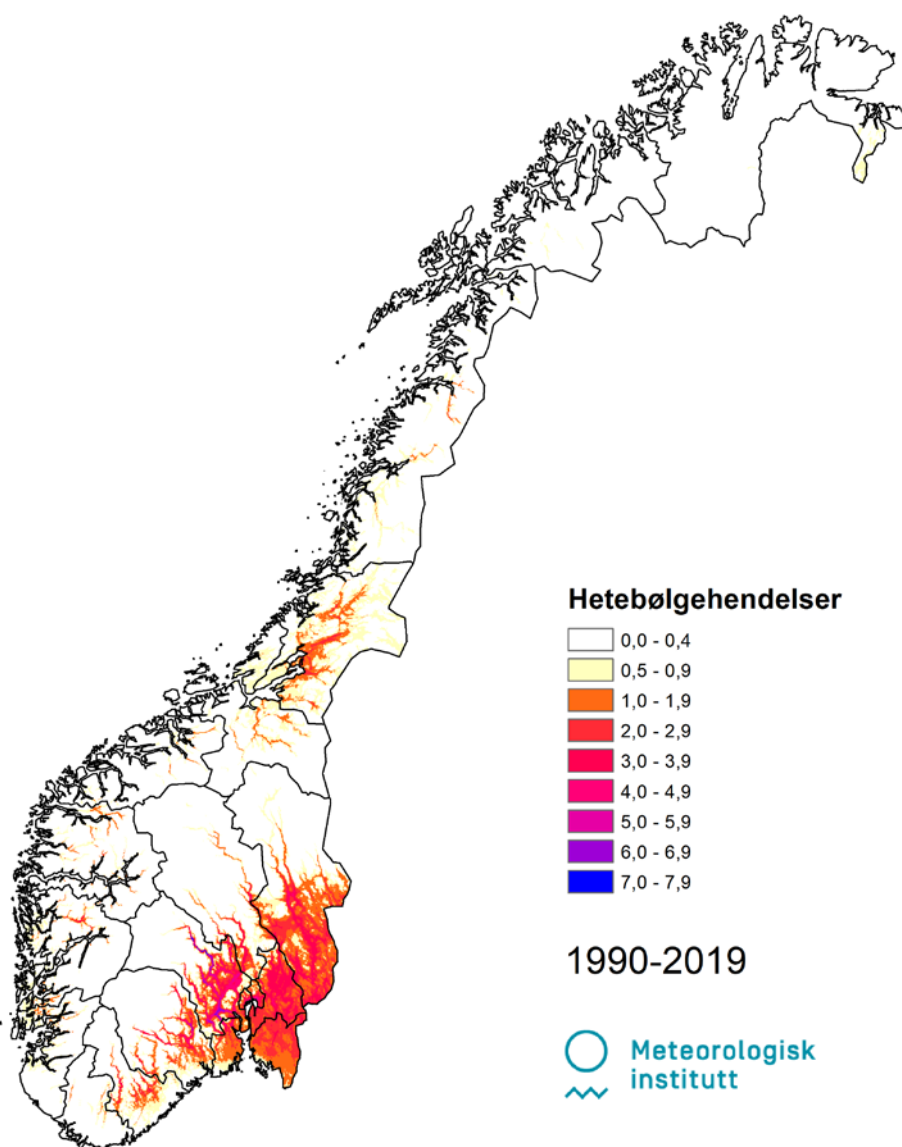 Hetebølgehendelser
0,0 - 0,4
0,5 - 0,9
1,0 - 1,9
2,0 - 2,9
3,0 - 3,9
4,0 - 4,9
5,0 - 5,9
6,0 - 6,9
7,0 - 7,9
1990-2019
Meteorologisk
institutt